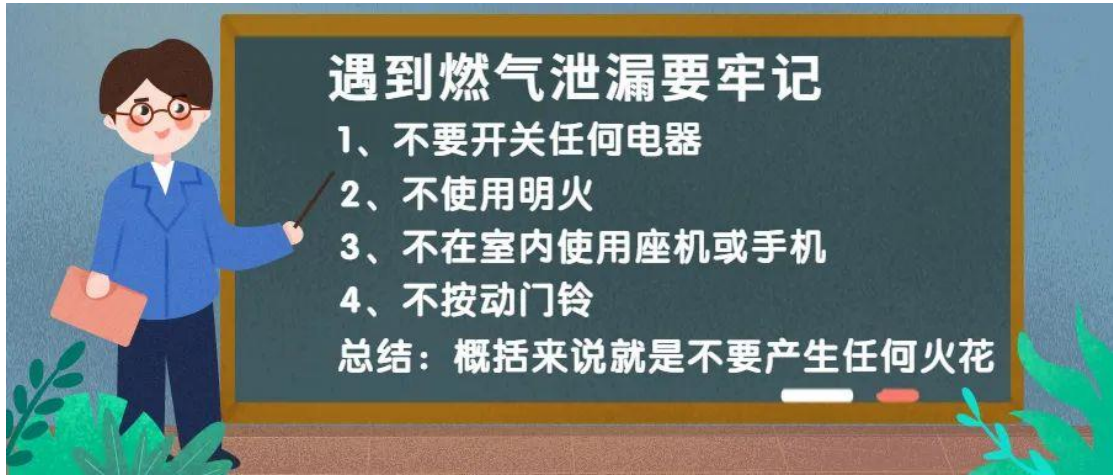 遇到燃气泄漏要牢记
1、不要开关任何电器
2、不使用明火
3、不在室内使用座机或手机
4、不按动门铃
总结：概括来说就是不要产生任何火花